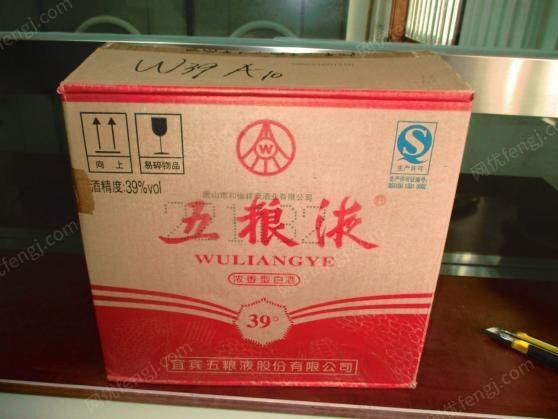 W39 A10
向上
易碎物品
酒精度:39%vol
W
QS
生产许可
五粮液®
WULIANGYE
浓香型白酒
39°
宜宾五粮液股份有限公司
网优fengj.com